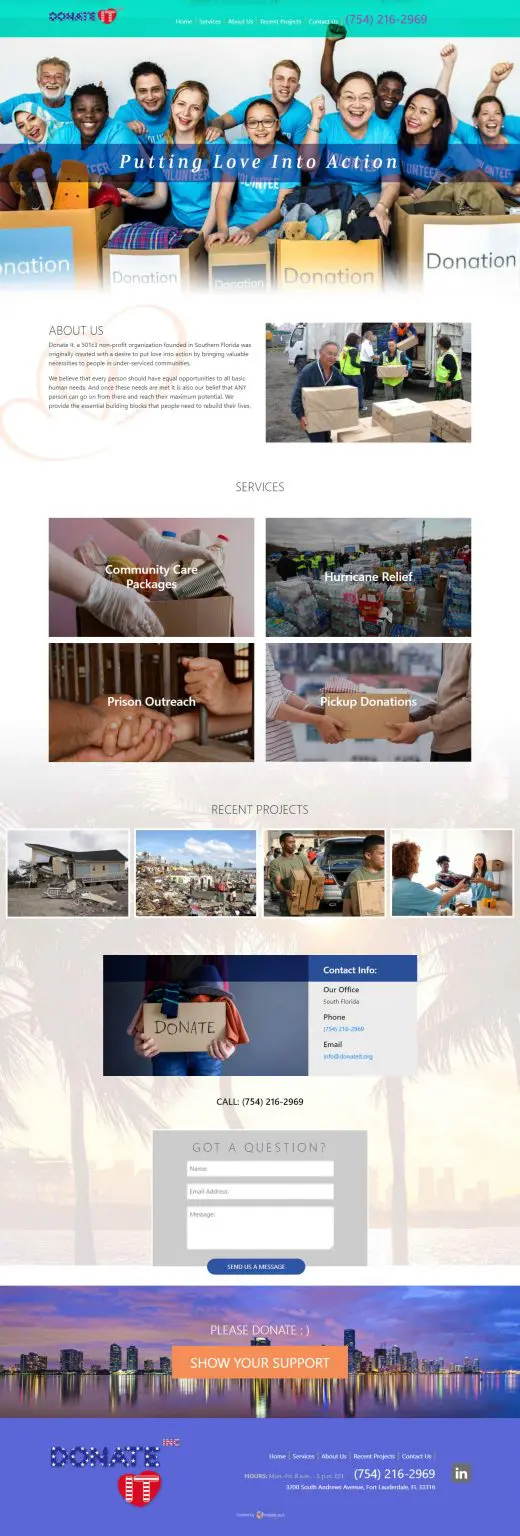 DONATE IT INC
Home Services About Us Recent Projects Contact Us (754) 216-2969
VOLUNTEER
VOLUNTEER
VOLUNTEER
Putting Love Into Action
onation
Donation
Donation
Donation
Donation
ABOUT US
Donate it, a 501c3 non-profit organization founded in Southern Florida was
originally created with a desire to put love into action by bringing valuable
necessities to people in under-serviced communities.
We believe that every person should have equal opportunities to all basic
human needs. And once these needs are met it is also our belief that ANY
person can go on from there and reach their maximum potential. We
provide the essential building blocks that people need to rebuild their lives.
SERVICES
Community Care
Packages
Hurricane Relief
Prison Outreach
Pickup Donations
RECENT PROJECTS
Contact Info:
Our Office
South Florida
Phone
(754) 216-2969
Email
info@donateit.org
DONATE
CALL: (754) 216-2969
GOT A QUESTION?
Name:
Email Address:
Message:
SEND US A MESSAGE
PLEASE DONATE : )
SHOW YOUR SUPPORT
DONATE IT INC
Home Services About Us Recent Projects Contact Us
HOURS: Mon.-Fri. 8 a.m. - 5 p.m. EST (754) 216-2969
in
3200 South Andrews Avenue, Fort Lauderdale, FL 33316